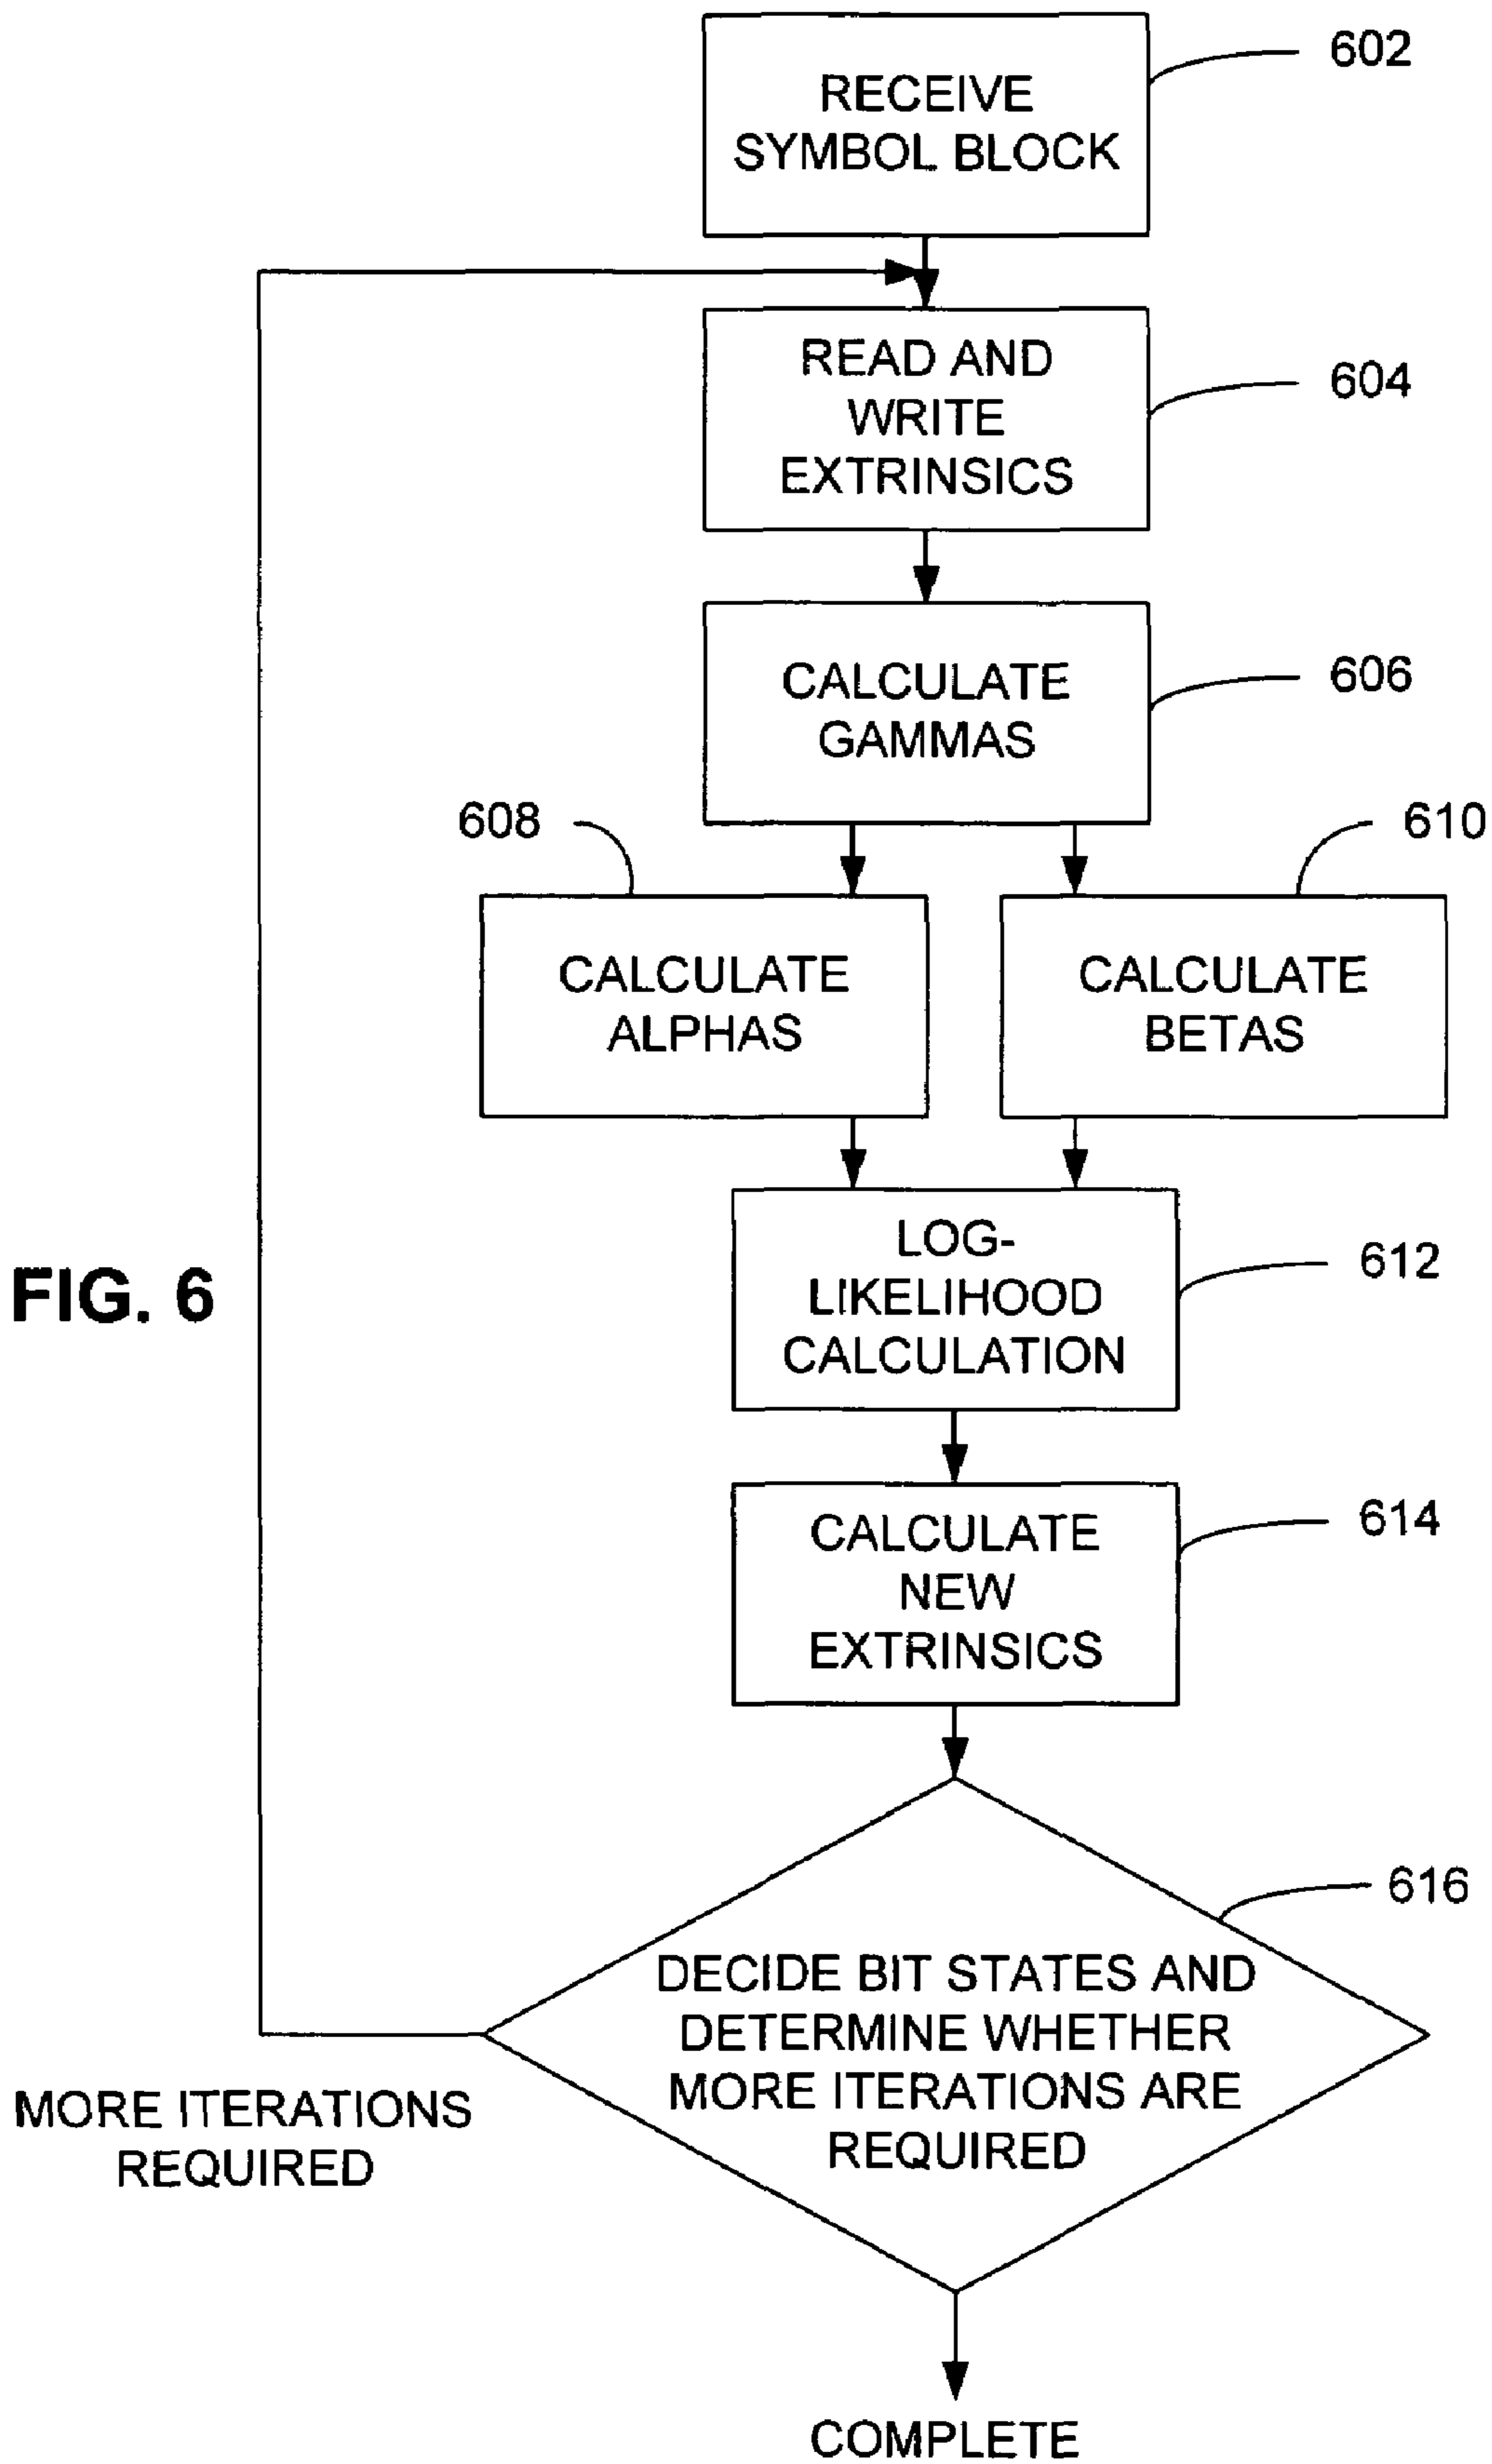 602
RECEIVE
SYMBOL BLOCK
READ AND
WRITE
EXTRINSICS
604
CALCULATE
GAMMAS
606
608
610
CALCULATE
ALPHAS
CALCULATE
BETAS
LOG-
LIKELIHOOD
CALCULATION
612
FIG. 6
CALCULATE
NEW
EXTRINSICS
614
616
DECIDE BIT STATES AND
DETERMINE WHETHER
MORE ITERATIONS ARE
REQUIRED
MORE ITERATIONS
REQUIRED
COMPLETE